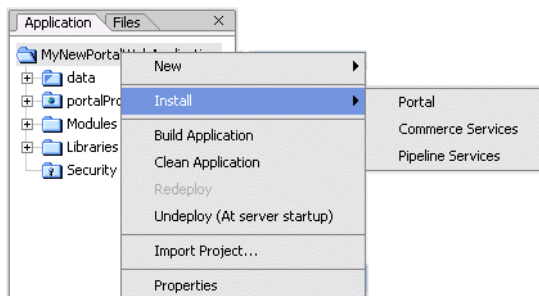 Application Files
MyNewPortal
data
portalPro
Modules
Libraries
Security
New
Install
Build Application
Clean Application
Redeploy
Undeploy (At server startup)
Import Project...
Properties
Portal
Commerce Services
Pipeline Services